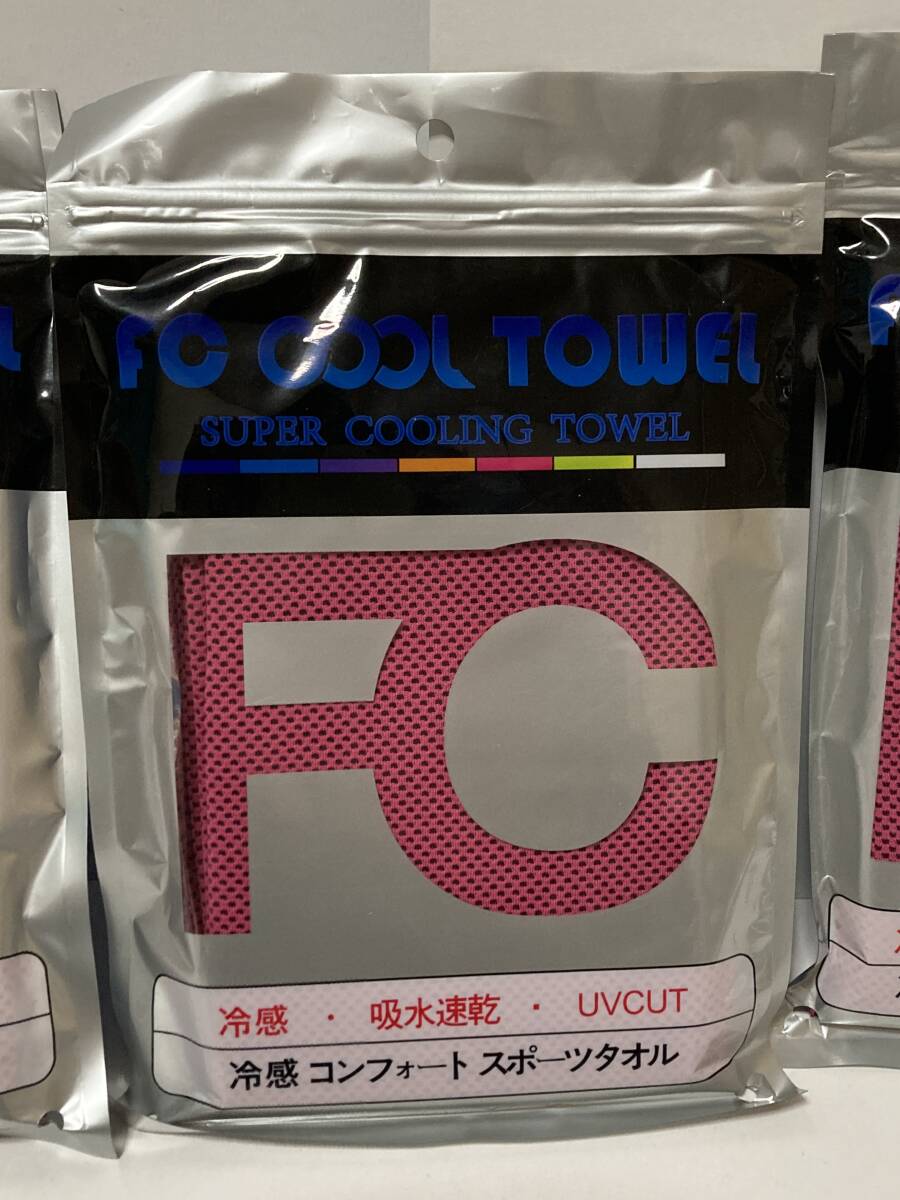 FC COOL TOWEL
SUPER COOLING TOWEL
FC
冷感 ・ 吸水速乾 ・ UVCUT
冷感 コンフォート スポーツタオル